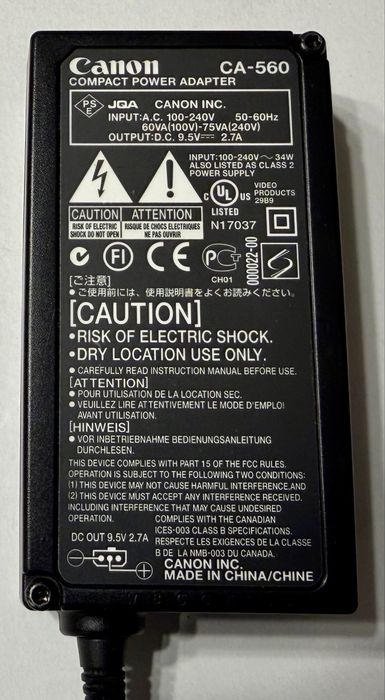 Canon CA-560
COMPACT POWER ADAPTER
PS E JQA CANON INC.
INPUT:A.C. 100-240V 50-60Hz
60VA(100V)-75VA(240V)
OUTPUT:D.C. 9.5V⎓ 2.7A
INPUT:100-240V～34W
ALSO LISTED AS CLASS 2
POWER SUPPLY
C UL US
LISTED
VIDEO
PRODUCTS
29B9
N17037
CAUTION
RISK OF ELECTRIC
SHOCK DO NOT OPEN
ATTENTION
RISQUE DE CHOCS ELECTRIQUES
NE PAS OUVRIR
FI CE
CH01
000022-00
S
[ご注意]
●ご使用前には、使用説明書をよくお読みください。
[CAUTION]
•RISK OF ELECTRIC SHOCK.
•DRY LOCATION USE ONLY.
● CAREFULLY READ INSTRUCTION MANUAL BEFORE USE.
[ATTENTION]
● POUR UTILISATION DE LA LOCATION SEC.
● VEUILLEZ LIRE ATTENTIVEMENT LE MODE D'EMPLOI
AVANT UTILISATION.
[HINWEIS]
● VOR INBETRIEBNAHME BEDIENUNGSANLEITUNG
DURCHLESEN.
THIS DEVICE COMPLIES WITH PART 15 OF THE FCC RULES.
OPERATION IS SUBJECT TO THE FOLLOWING TWO CONDITIONS:
(1) THIS DEVICE MAY NOT CAUSE HARMFUL INTERFERENCE,AND
(2) THIS DEVICE MUST ACCEPT ANY INTERFERENCE RECEIVED,
INCLUDING INTERFERENCE THAT MAY CAUSE UNDESIRED
OPERATION.
COMPLIES WITH THE CANADIAN
ICES-003 CLASS B SPECIFICATIONS.
RESPECTE LES EXIGENCES DE LA CLASSE
B DE LA NMB-003 DU CANADA.
DC OUT 9.5V 2.7A
CANON INC.
MADE IN CHINA/CHINE